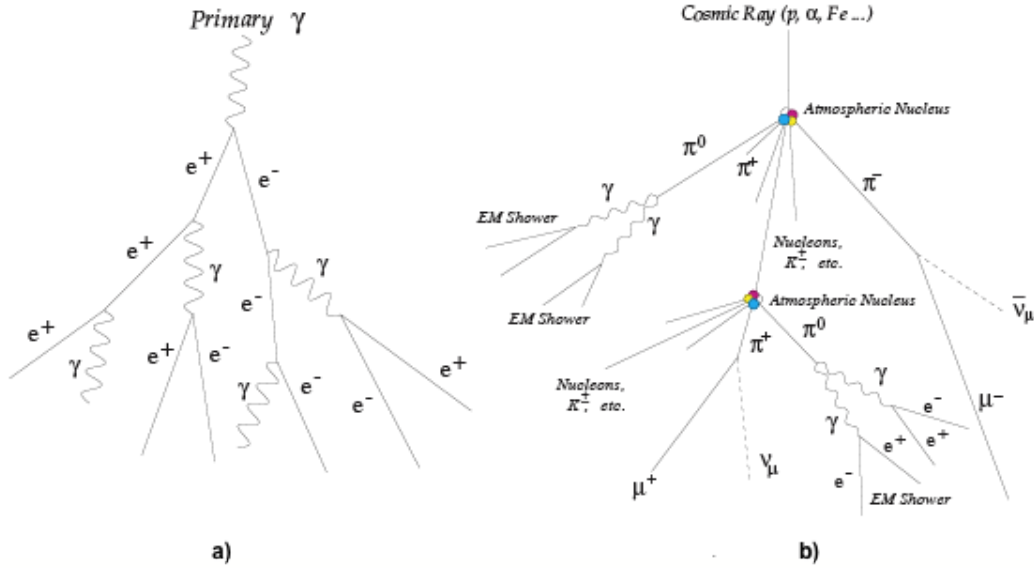 Primary γ
e⁺
e⁻
e⁺
γ
γ
e⁻
e⁺
γ
e⁺
e⁻
γ
e⁻
e⁻
e⁺
a)
Cosmic Ray (p, α, Fe ...)
Atmospheric Nucleus
π⁰
π⁺
π⁻
γ
γ
EM Shower
EM Shower
Nucleons,
K±, etc.
Atmospheric Nucleus
ν̄μ
π⁺
π⁰
Nucleons,
K±, etc.
γ
γ
e⁻
e⁺
μ⁻
e⁺
e⁻
μ⁺
νμ
EM Shower
b)